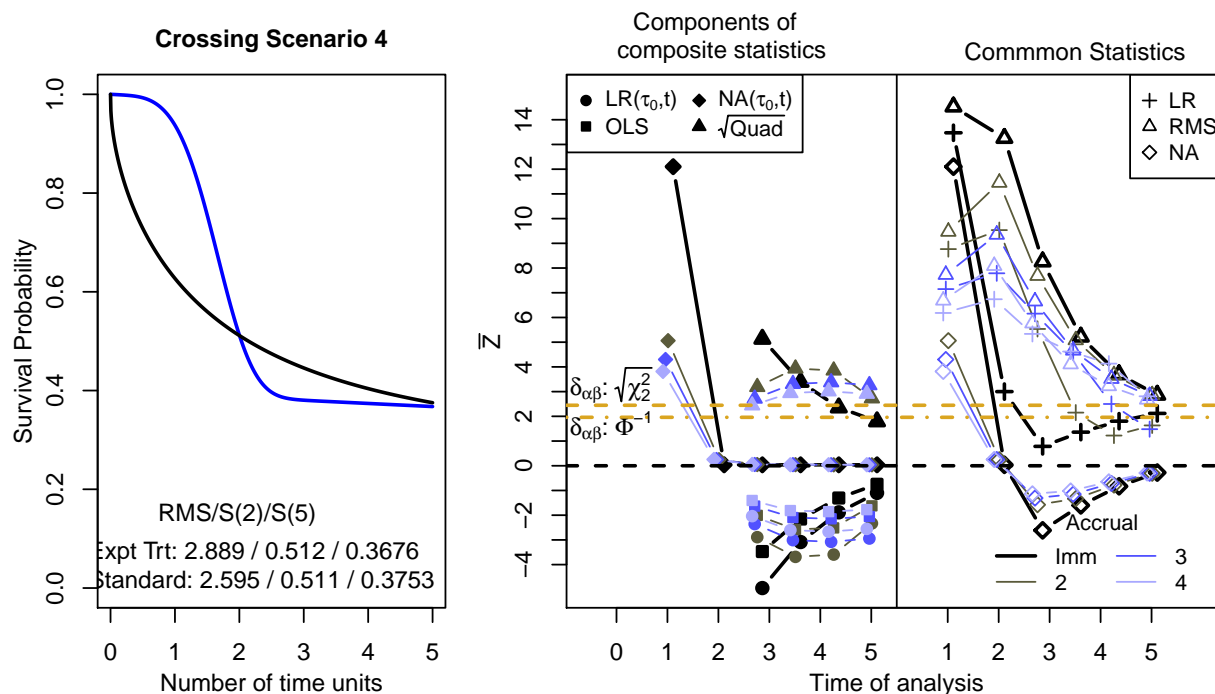 Crossing Scenario 4
Survival Probability
1.0
0.8
0.6
0.4
0.2
0.0
RMS/S(2)/S(5)
Expt Trt: 2.889 / 0.512 / 0.3676
Standard: 2.595 / 0.511 / 0.3753
0 1 2 3 4 5
Number of time units
Components of
composite statistics
Commmon Statistics
LR(τ0,t) NA(τ0,t)
OLS √Quad
LR
RMS
NA
Z̅
14
12
10
8
6
4
2
0
−2
−4
δαβ: √χ²2
δαβ: Φ−1
Accrual
Imm 3
2 4
0 1 2 3 4 5 1 2 3 4 5
Time of analysis